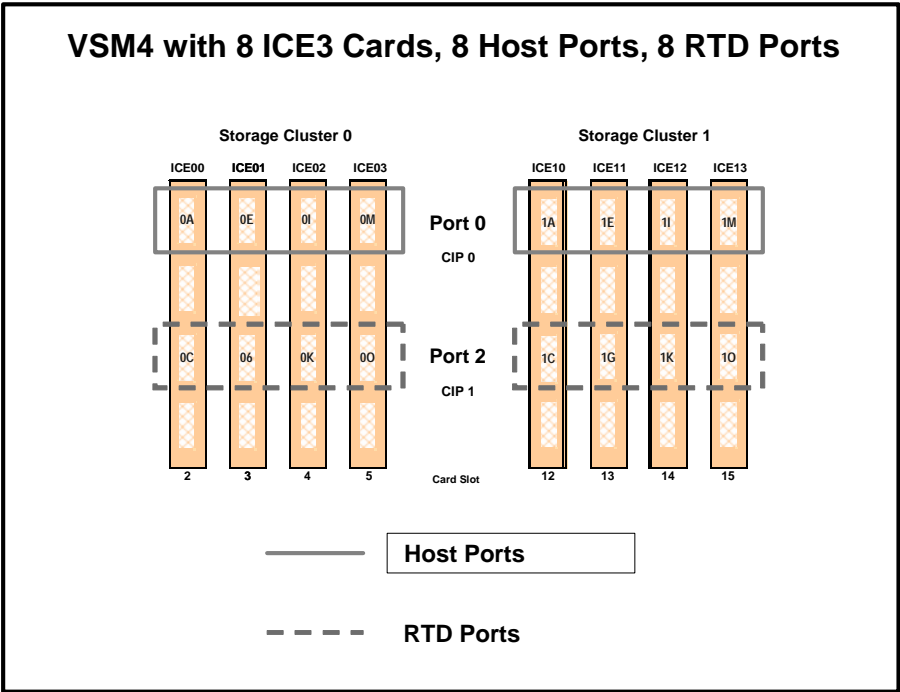 VSM4 with 8 ICE3 Cards, 8 Host Ports, 8 RTD Ports
Storage Cluster 0 Storage Cluster 1
ICE00 ICE01 ICE02 ICE03 ICE10 ICE11 ICE12 ICE13
0A 0E 0I 0M Port 0 1A 1E 1I 1M
CIP 0
0C 06 0K 0O Port 2 1C 1G 1K 1O
CIP 1
2 3 4 5 Card Slot 12 13 14 15
Host Ports
RTD Ports